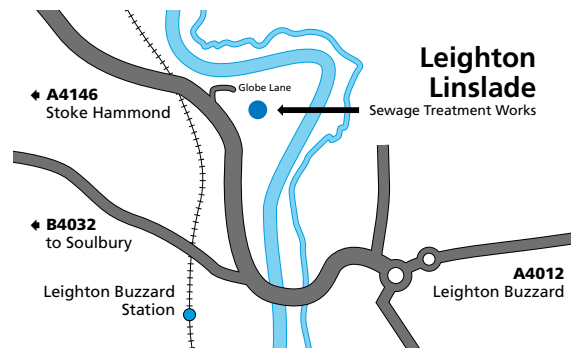 Leighton
Linslade
Globe Lane
Sewage Treatment Works
A4146
Stoke Hammond
B4032
to Soulbury
A4012
Leighton Buzzard
Leighton Buzzard
Station